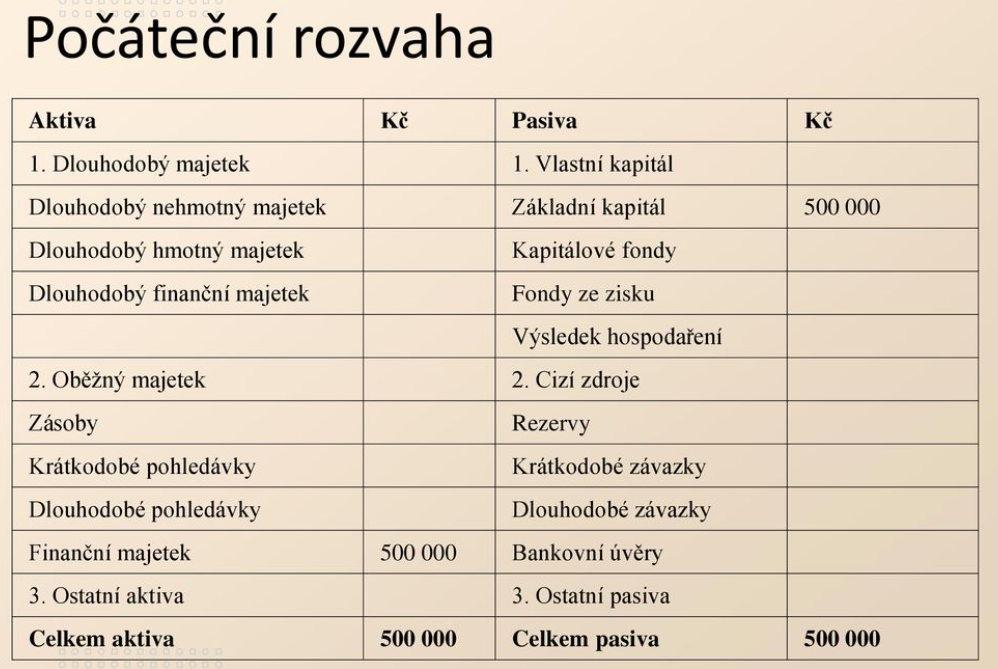 Počáteční rozvaha
Aktiva Kč Pasiva Kč
1. Dlouhodobý majetek 1. Vlastní kapitál
Dlouhodobý nehmotný majetek Základní kapitál 500 000
Dlouhodobý hmotný majetek Kapitálové fondy
Dlouhodobý finanční majetek Fondy ze zisku
Výsledek hospodaření
2. Oběžný majetek 2. Cizí zdroje
Zásoby Rezervy
Krátkodobé pohledávky Krátkodobé závazky
Dlouhodobé pohledávky Dlouhodobé závazky
Finanční majetek 500 000 Bankovní úvěry
3. Ostatní aktiva 3. Ostatní pasiva
Celkem aktiva 500 000 Celkem pasiva 500 000